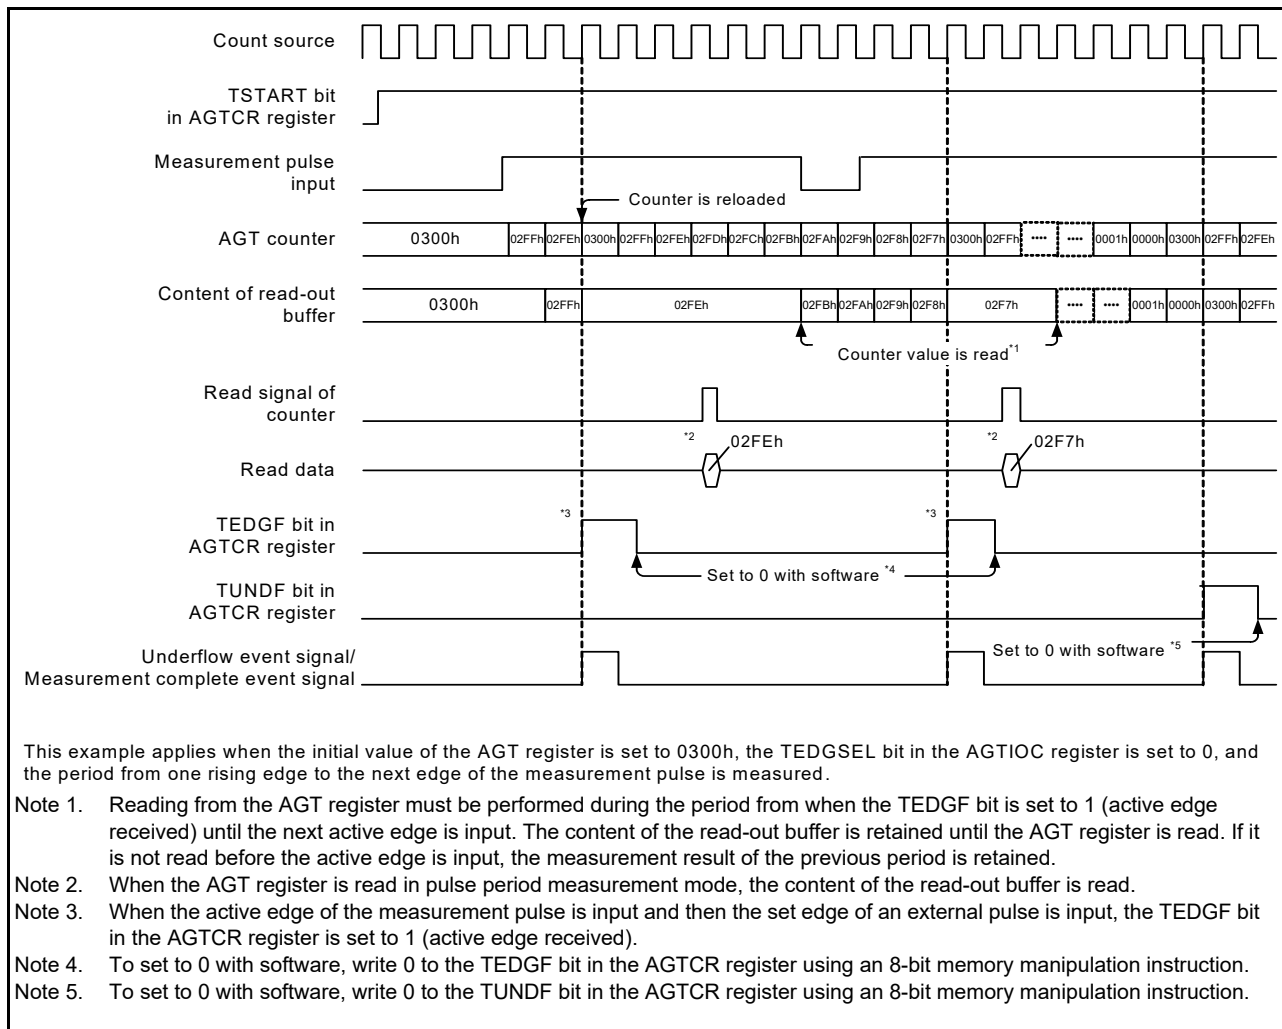 Count source
TSTART bit
in AGTCR register
Measurement pulse
input
Counter is reloaded
AGT counter
0300h 02FFh 02FEh 0300h 02FFh 02FEh 02FDh 02FCh 02FBh 02FAh 02F9h 02F8h 02F7h 0300h 02FFh •••• •••• 0001h 0000h 0300h 02FFh 02FEh
Content of read-out
buffer
0300h 02FFh 02FEh 02FBh 02FAh 02F9h 02F8h 02F7h •••• •••• 0001h 0000h 0300h 02FFh
Counter value is read*1
Read signal of
counter
*2 02FEh *2 02F7h
Read data
TEDGF bit in
AGTCR register
*3 *3
Set to 0 with software *4
TUNDF bit in
AGTCR register
Set to 0 with software *5
Underflow event signal/
Measurement complete event signal
This example applies when the initial value of the AGT register is set to 0300h, the TEDGSEL bit in the AGTIOC register is set to 0, and
the period from one rising edge to the next edge of the measurement pulse is measured.
Note 1. Reading from the AGT register must be performed during the period from when the TEDGF bit is set to 1 (active edge
received) until the next active edge is input. The content of the read-out buffer is retained until the AGT register is read. If it
is not read before the active edge is input, the measurement result of the previous period is retained.
Note 2. When the AGT register is read in pulse period measurement mode, the content of the read-out buffer is read.
Note 3. When the active edge of the measurement pulse is input and then the set edge of an external pulse is input, the TEDGF bit
in the AGTCR register is set to 1 (active edge received).
Note 4. To set to 0 with software, write 0 to the TEDGF bit in the AGTCR register using an 8-bit memory manipulation instruction.
Note 5. To set to 0 with software, write 0 to the TUNDF bit in the AGTCR register using an 8-bit memory manipulation instruction.